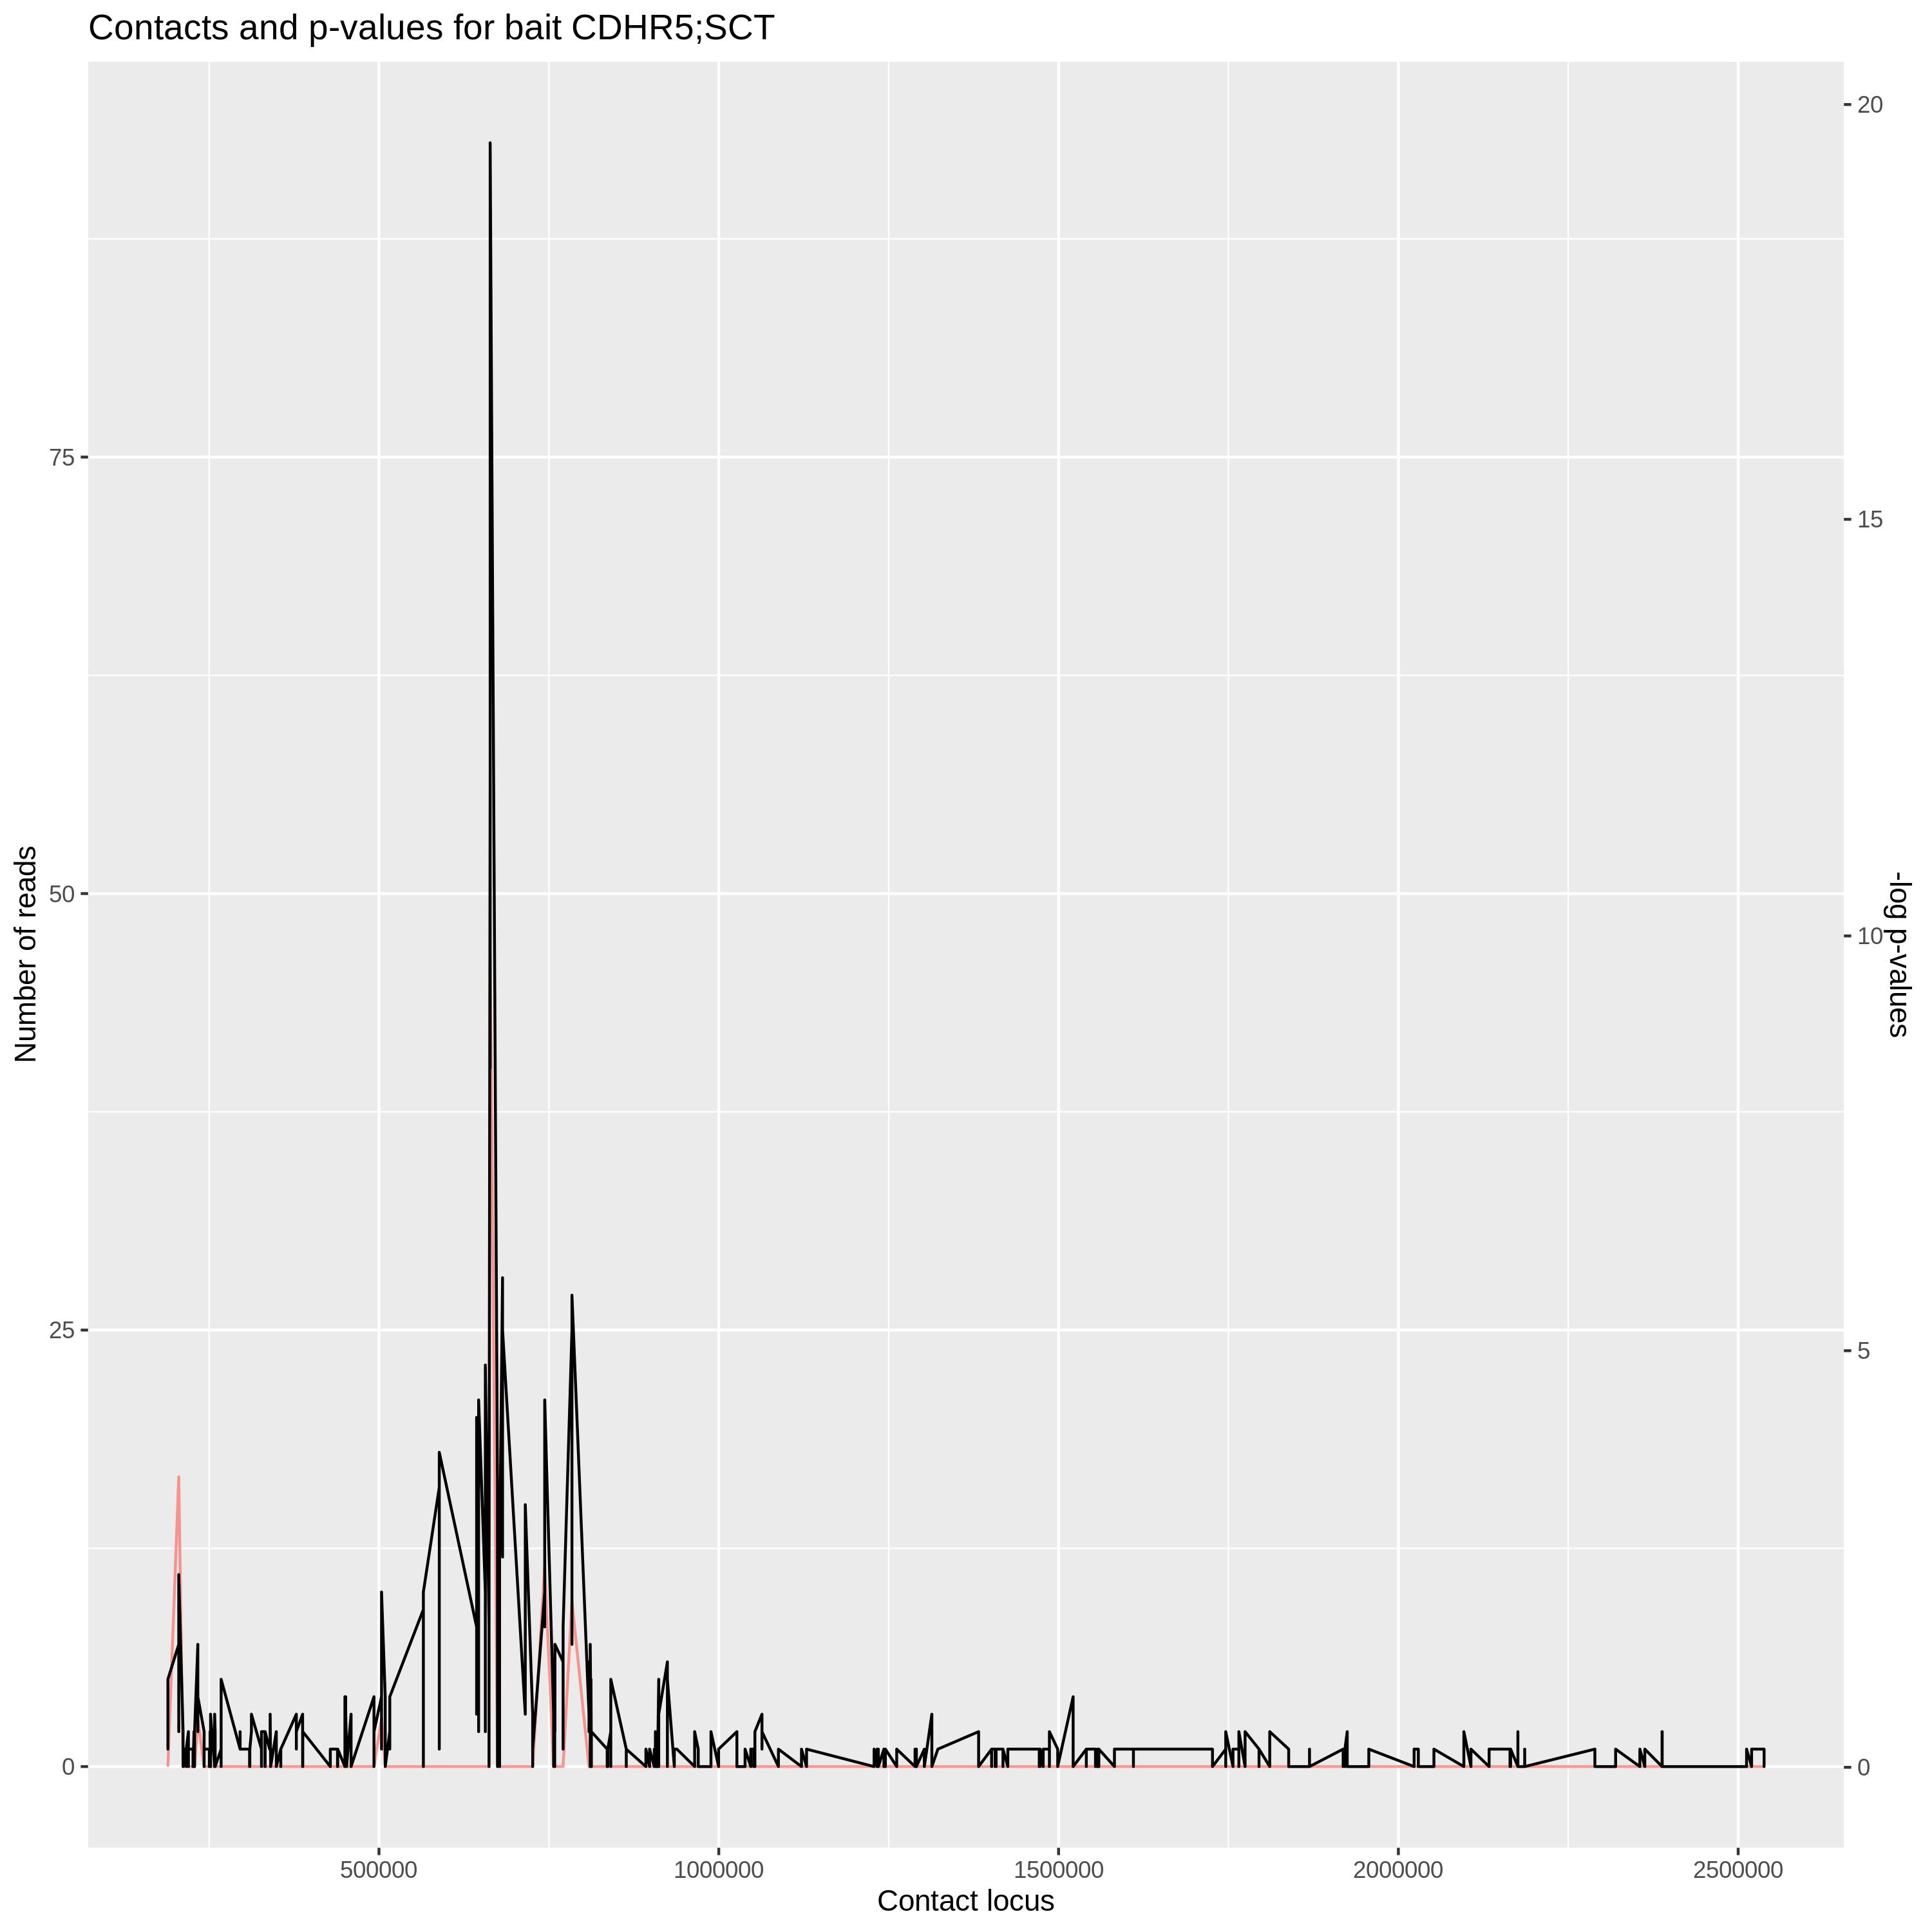 Contacts and p-values for bait CDHR5;SCT
Number of reads
75
50
25
0
20
15
10
5
0
-log p-values
500000 1000000 1500000 2000000 2500000
Contact locus